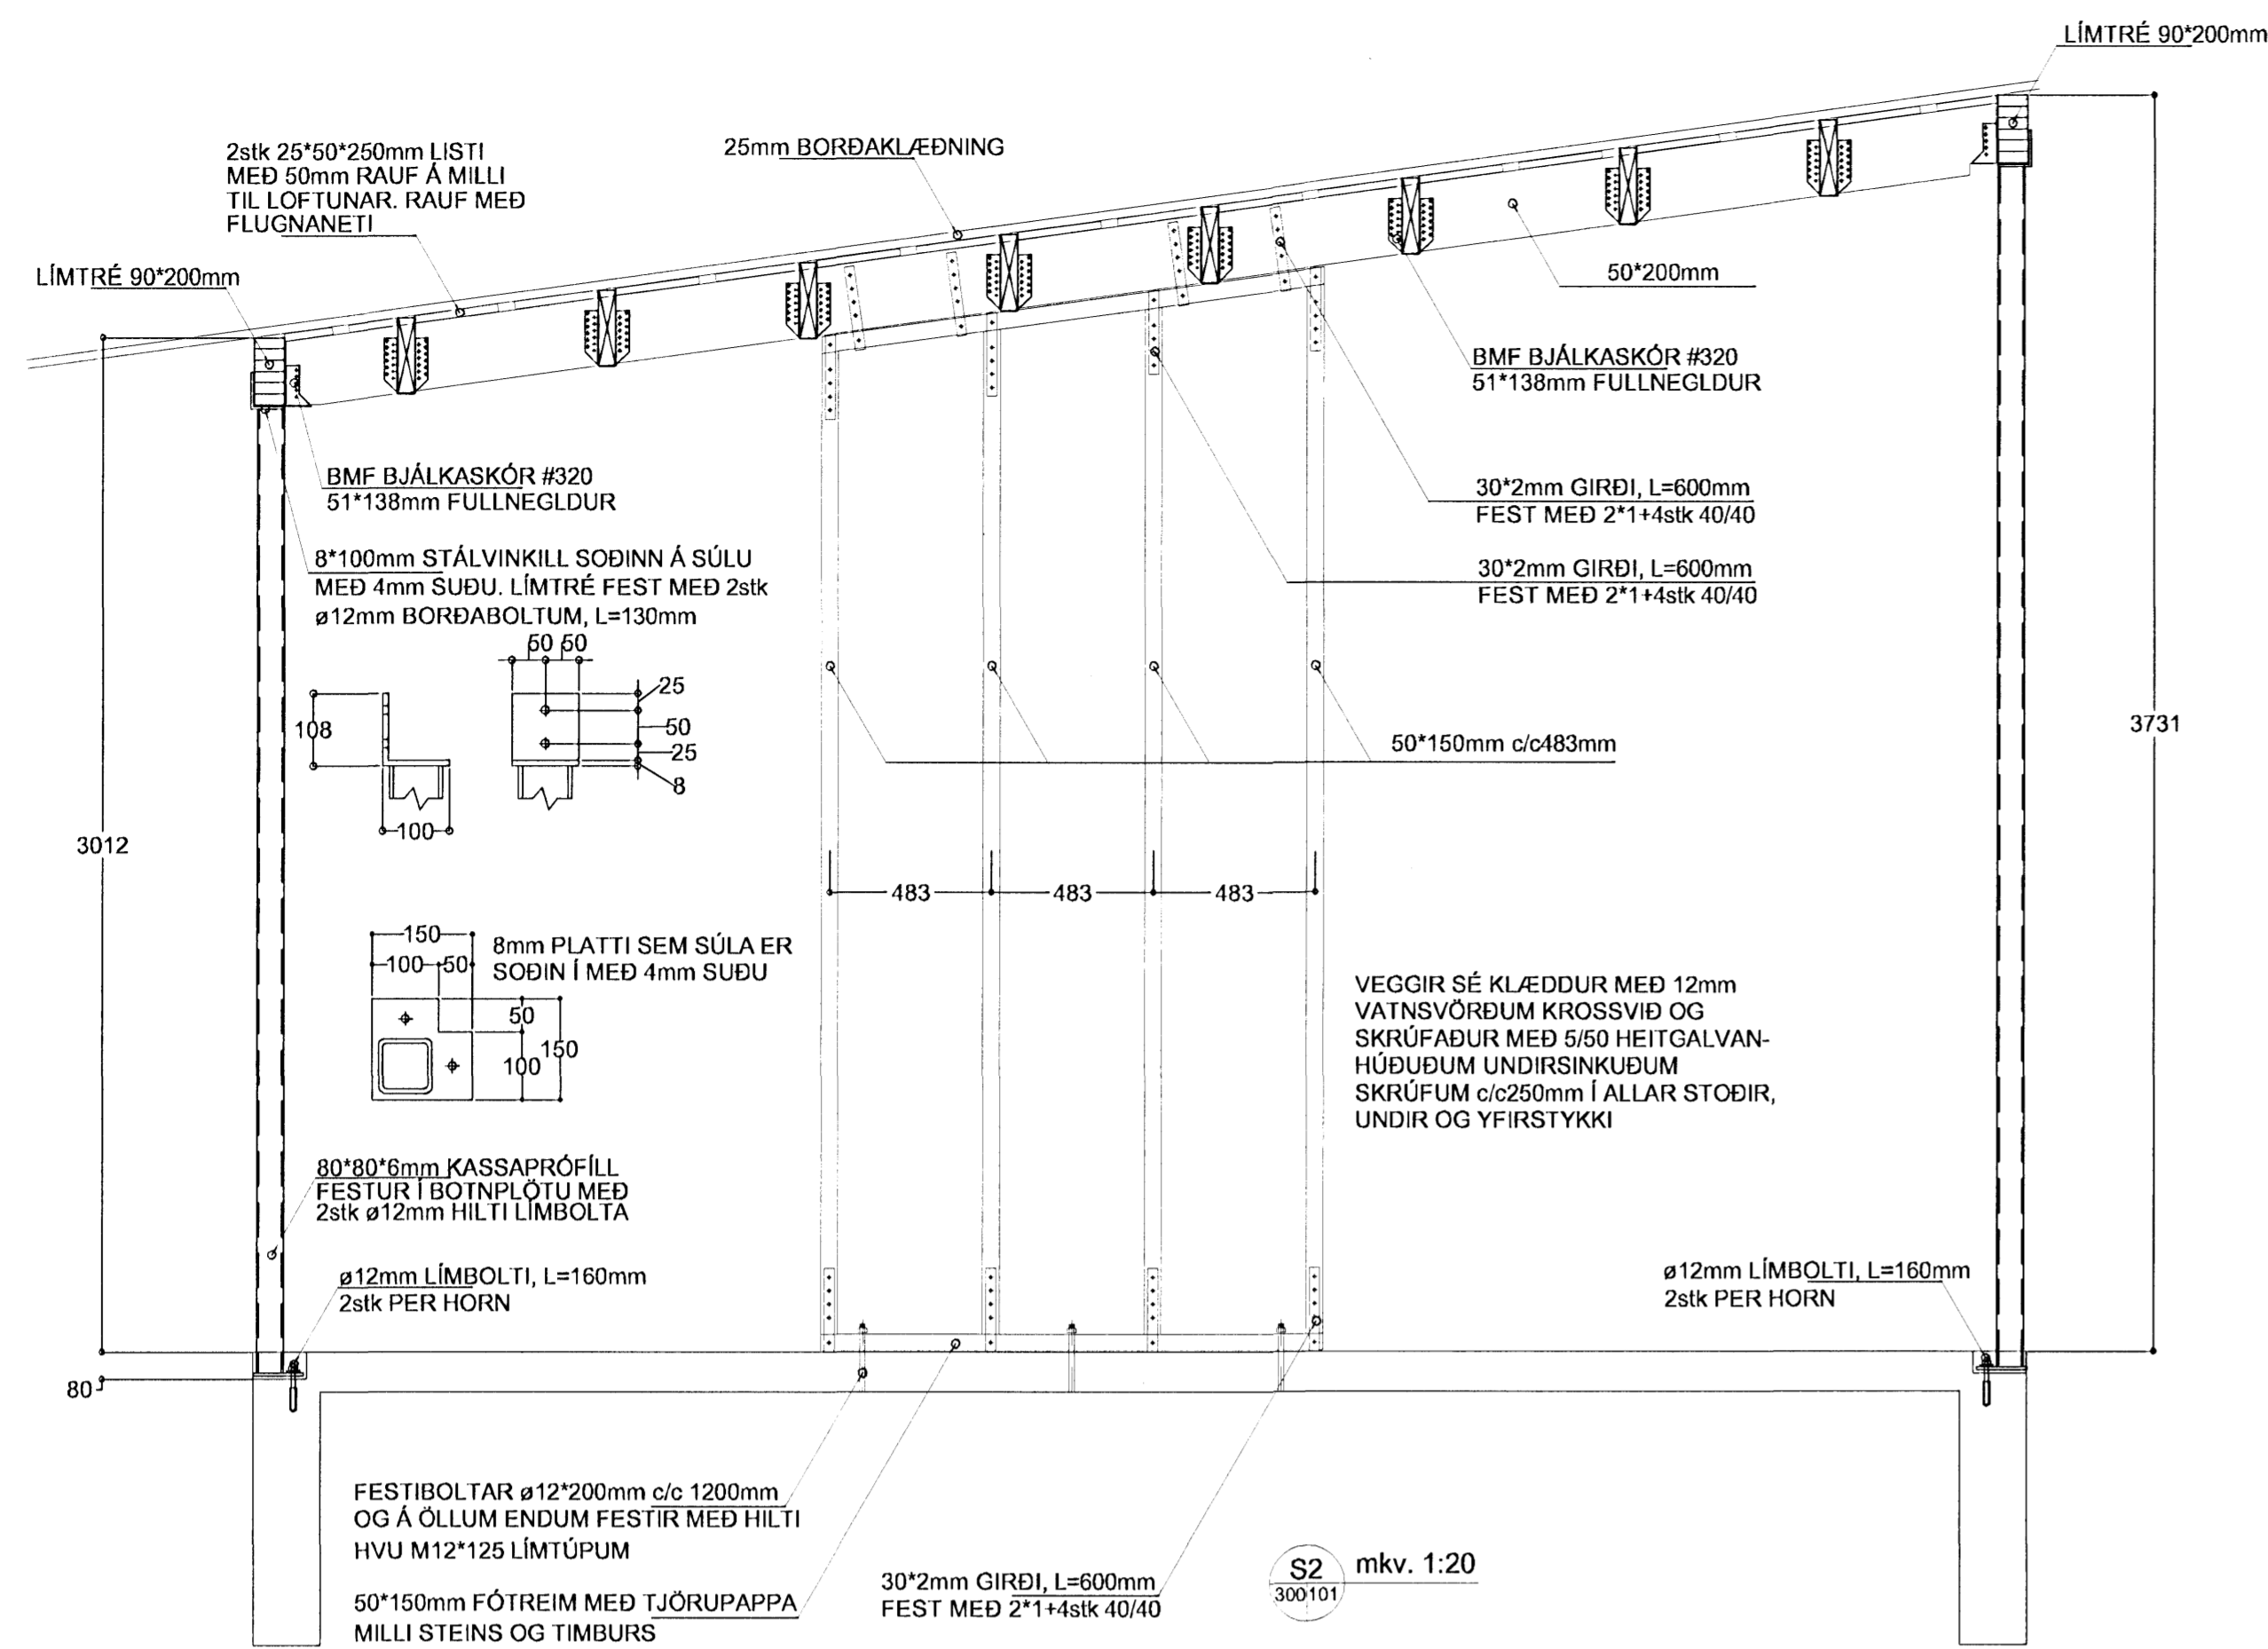 LÍMTRÉ 90*200mm
2stk 25*50*250mm LISTI
MEÐ 50mm RAUF Á MILLI
TIL LOFTUNAR. RAUF MEÐ
FLUGNANETI
25mm BORÐAKLÆÐNING
LÍMTRÉ 90*200mm
50*200mm
BMF BJÁLKASKÓR #320
51*138mm FULLNEGLDUR
BMF BJÁLKASKÓR #320
51*138mm FULLNEGLDUR
30*2mm GIRÐI, L=600mm
FEST MEÐ 2*1+4stk 40/40
8*100mm STÁLVINKILL SOÐINN Á SÚLU
MEÐ 4mm SUÐU. LÍMTRÉ FEST MEÐ 2stk
ø12mm BORÐABOLTUM, L=130mm
30*2mm GIRÐI, L=600mm
FEST MEÐ 2*1+4stk 40/40
50 50
25
50
25
8
108
100
50*150mm c/c483mm
3731
3012
483 483 483
150
100 50
50
100
150
8mm PLATTI SEM SÚLA ER
SOÐIN Í MEÐ 4mm SUÐU
VEGGIR SÉ KLÆDDUR MEÐ 12mm
VATNSVÖRÐUM KROSSVIÐ OG
SKRÚFAÐUR MEÐ 5/50 HEITGALVAN-
HÚÐUÐUM UNDIRSINKUÐUM
SKRÚFUM c/c250mm Í ALLAR STOÐIR,
UNDIR OG YFIRSTYKKI
80*80*6mm KASSAPRÓFÍLL
FESTUR Í BOTNPLÖTU MEÐ
2stk ø12mm HILTI LÍMBOLTA
ø12mm LÍMBOLTI, L=160mm
2stk PER HORN
ø12mm LÍMBOLTI, L=160mm
2stk PER HORN
80
FESTIBOLTAR ø12*200mm c/c 1200mm
OG Á ÖLLUM ENDUM FESTIR MEÐ HILTI
HVU M12*125 LÍMTÚPUM
50*150mm FÓTREIM MEÐ TJÖRUPAPPA
MILLI STEINS OG TIMBURS
30*2mm GIRÐI, L=600mm
FEST MEÐ 2*1+4stk 40/40
S2 mkv. 1:20
300101